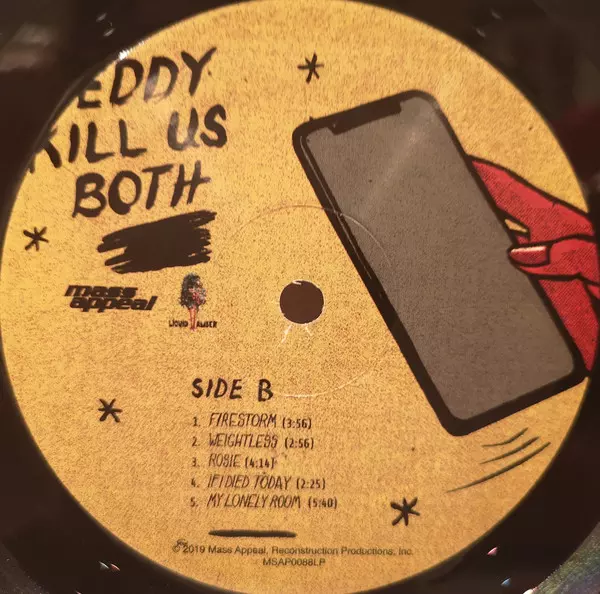 EDDY
KILL US
BOTH
mass
appeal
LIQUID AMBER
SIDE B
1. FIRESTORM (3:56)
2. WEIGHTLESS (2:56)
3. ROSIE (4:14)
4. IF I DIED TODAY (2:25)
5. MY LONELY ROOM (5:40)
℗© 2019 Mass Appeal, Reconstruction Productions, Inc.
MSAP0088LP